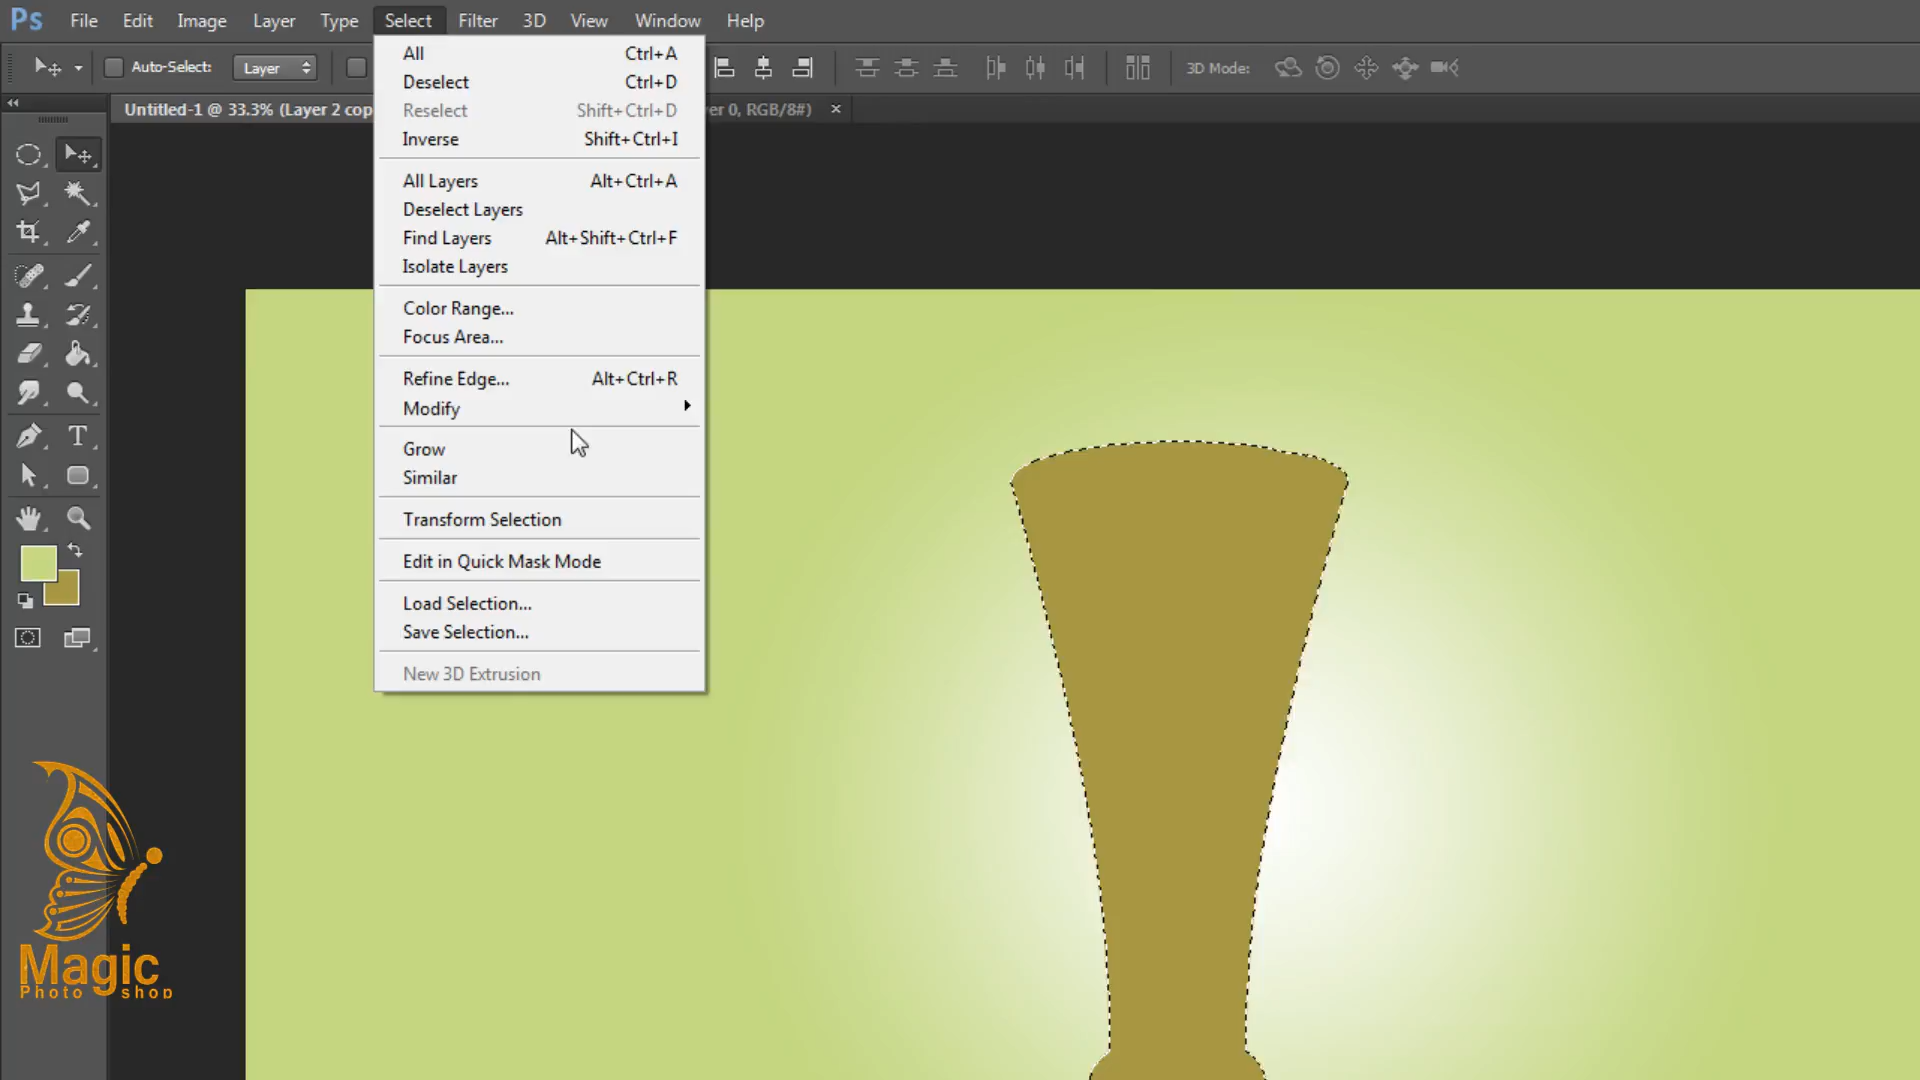 Ps File Edit Image Layer Type Select Filter 3D View Window Help
Auto-Select: Layer 3D Mode:
Untitled-1 @ 33.3% (Layer 2 cop er 0, RGB/8#) ×
All Ctrl+A
Deselect Ctrl+D
Reselect Shift+Ctrl+D
Inverse Shift+Ctrl+I
All Layers Alt+Ctrl+A
Deselect Layers
Find Layers Alt+Shift+Ctrl+F
Isolate Layers
Color Range...
Focus Area...
Refine Edge... Alt+Ctrl+R
Modify
Grow
Similar
Transform Selection
Edit in Quick Mask Mode
Load Selection...
Save Selection...
New 3D Extrusion
Magic
Photo shop